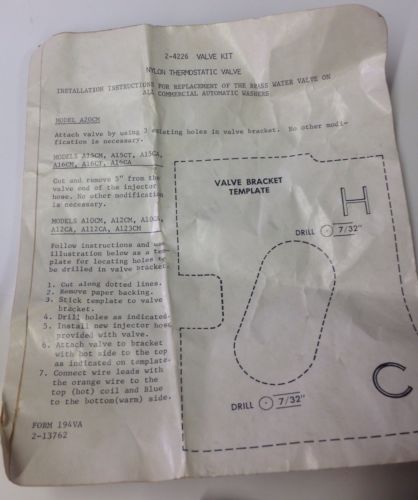 2-4226 VALVE KIT
NYLON THERMOSTATIC VALVE
INSTALLATION INSTRUCTIONS FOR REPLACEMENT OF THE BRASS WATER VALVE ON
ALL COMMERCIAL AUTOMATIC WASHERS
MODEL A20CM
Attach valve by using 3 existing holes in valve bracket. No other modi-
fication is necessary.
MODELS A15CM, A15CT, A15CA,
A16CM, A16CT, A16CA
Cut and remove 3" from the
valve end of the injector
hose. No other modification
is necessary.
MODELS A10CM, A12CM, A10CA,
A12CA, A112CA, A123CM
Follow instructions and use
illustration below as a tem-
plate for locating holes to
be drilled in valve bracket.
1. Cut along dotted lines.
2. Remove paper backing.
3. Stick template to valve
bracket.
4. Drill holes as indicated.
5. Install new injector hose
provided with valve.
6. Attach valve to bracket
with hot side to the top
as indicated on template.
7. Connect wire leads with
the orange wire to the
top (hot) coil and Blue
to the bottom(warm) side.
FORM 194VA
2-13762
VALVE BRACKET
TEMPLATE
H
DRILL 7/32"
C
DRILL 7/32"